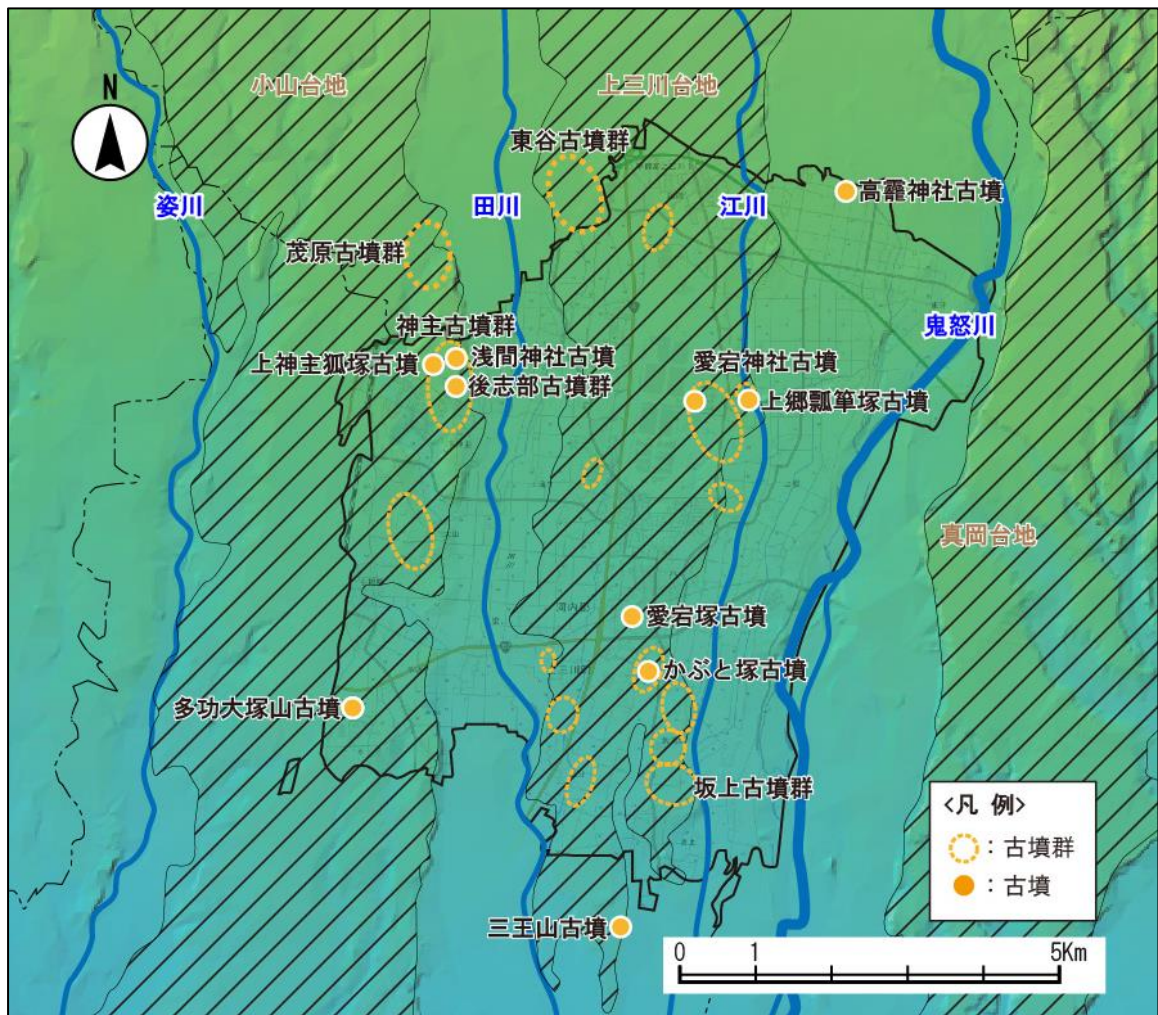 小山台地
上三川台地
N
東谷古墳群
姿川
田川
江川
高龗神社古墳
茂原古墳群
神主古墳群
鬼怒川
上神主狐塚古墳
浅間神社古墳
愛宕神社古墳
後志部古墳群
上郷瓢箪塚古墳
真岡台地
愛宕塚古墳
かぶと塚古墳
多功大塚山古墳
坂上古墳群
<凡 例>
:古墳群
:古墳
三王山古墳
0 1 5Km